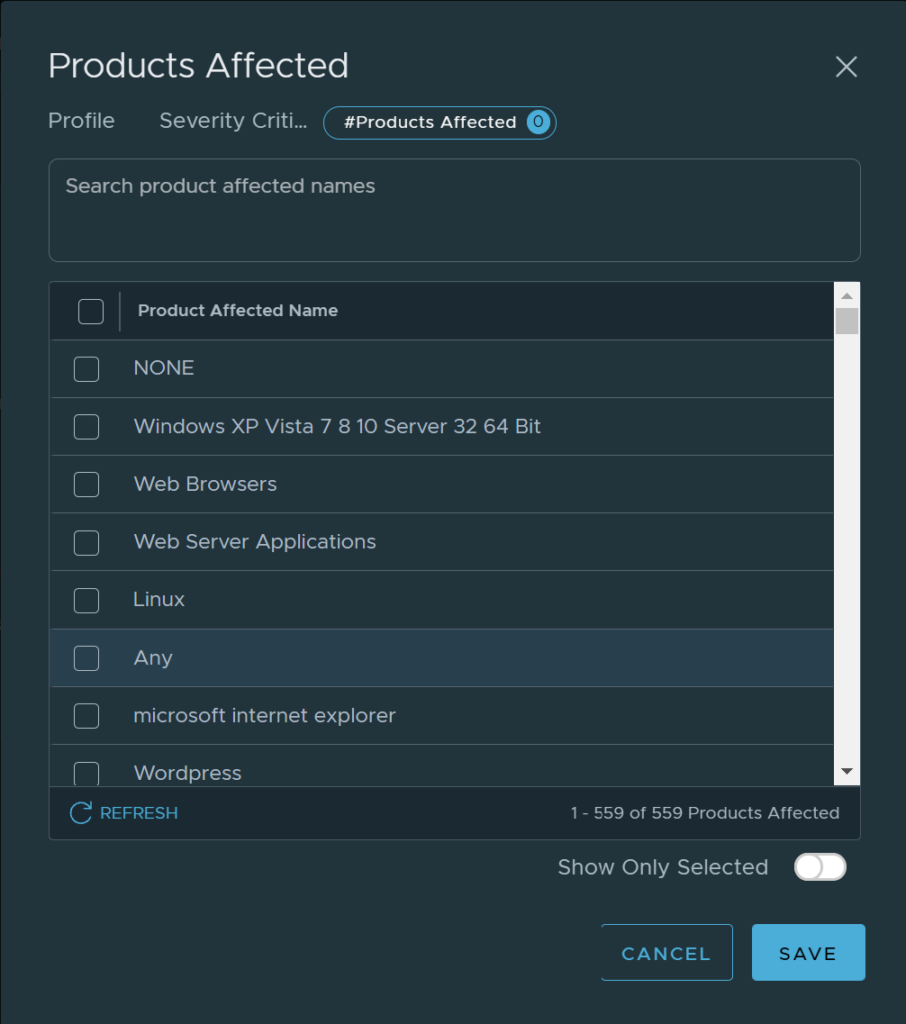 Products Affected
Profile Severity Criti... #Products Affected 0
Search product affected names
Product Affected Name
NONE
Windows XP Vista 7 8 10 Server 32 64 Bit
Web Browsers
Web Server Applications
Linux
Any
microsoft internet explorer
Wordpress
REFRESH 1 - 559 of 559 Products Affected
Show Only Selected
CANCEL SAVE